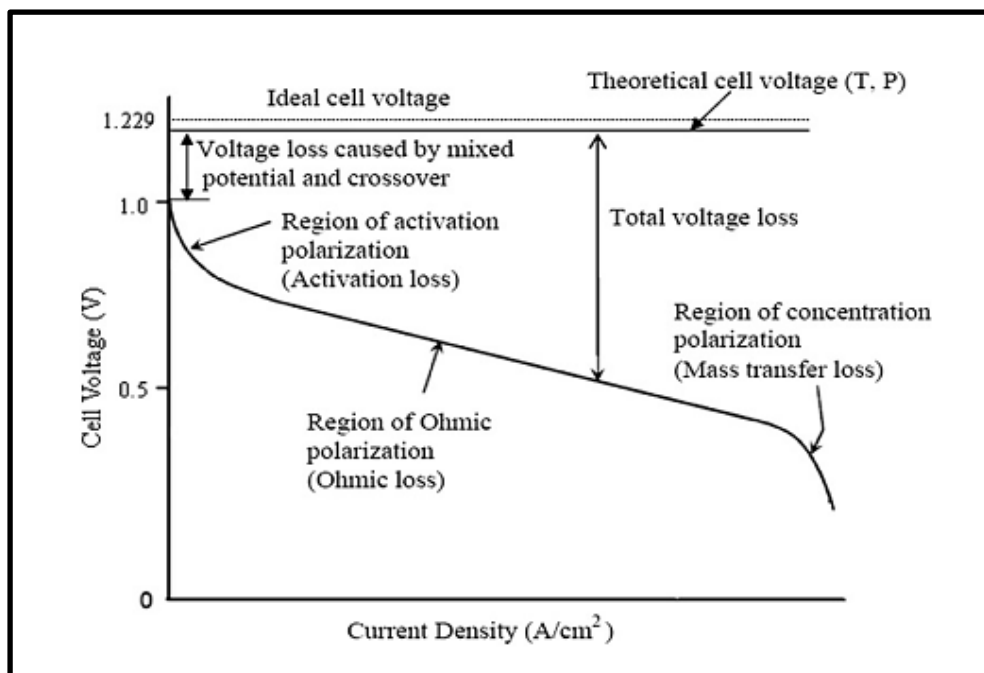 Theoretical cell voltage (T, P)
Ideal cell voltage
1.229
Voltage loss caused by mixed
potential and crossover
1.0
Region of activation
polarization
(Activation loss)
Total voltage loss
Region of concentration
polarization
(Mass transfer loss)
Cell Voltage (V)
0.5
Region of Ohmic
polarization
(Ohmic loss)
0
Current Density (A/cm²)